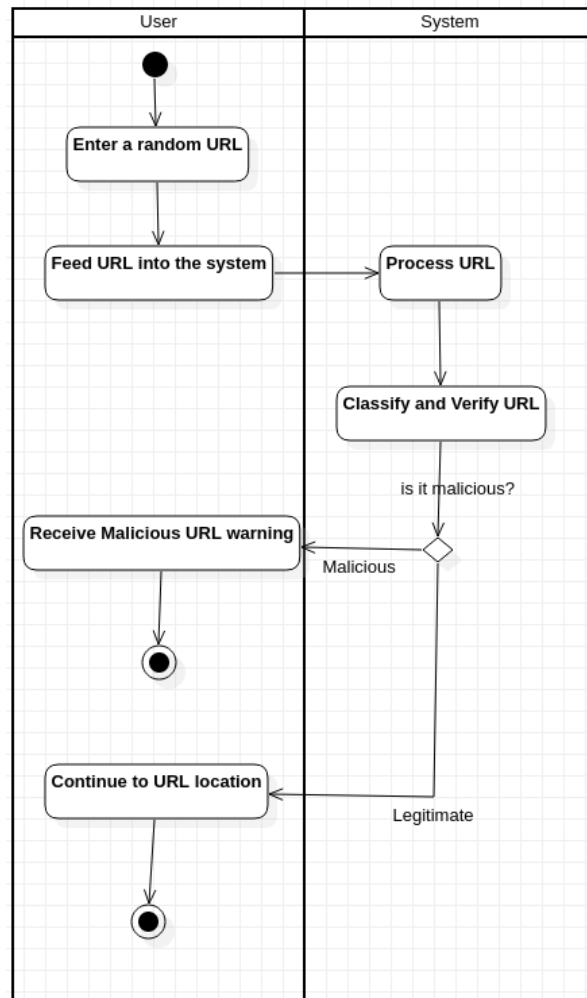 User
System
Enter a random URL
Feed URL into the system
Process URL
Classify and Verify URL
is it malicious?
Receive Malicious URL warning
Malicious
Continue to URL location
Legitimate